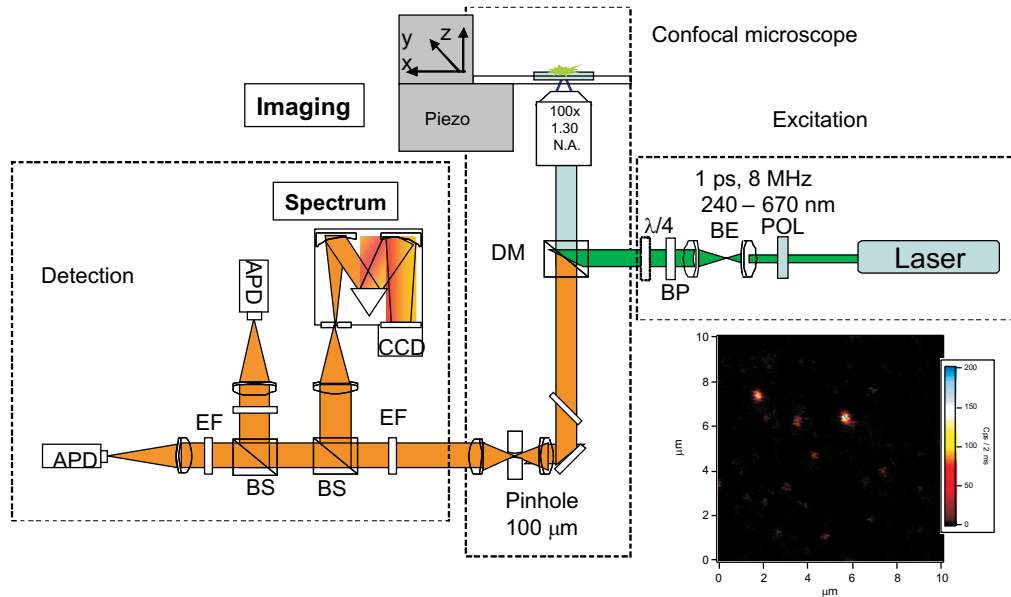 Confocal microscope
z
y
x
Imaging
Piezo
100x
1.30
N.A.
Excitation
1 ps, 8 MHz
240 – 670 nm
λ/4
BE
POL
Laser
DM
BP
Spectrum
Detection
APD
CCD
EF
EF
APD
BS
BS
Pinhole
100 μm
10
8
6
4
2
0
μm
0
2
4
6
8
10
μm
200
150
100
50
0
Cps / 2 ms